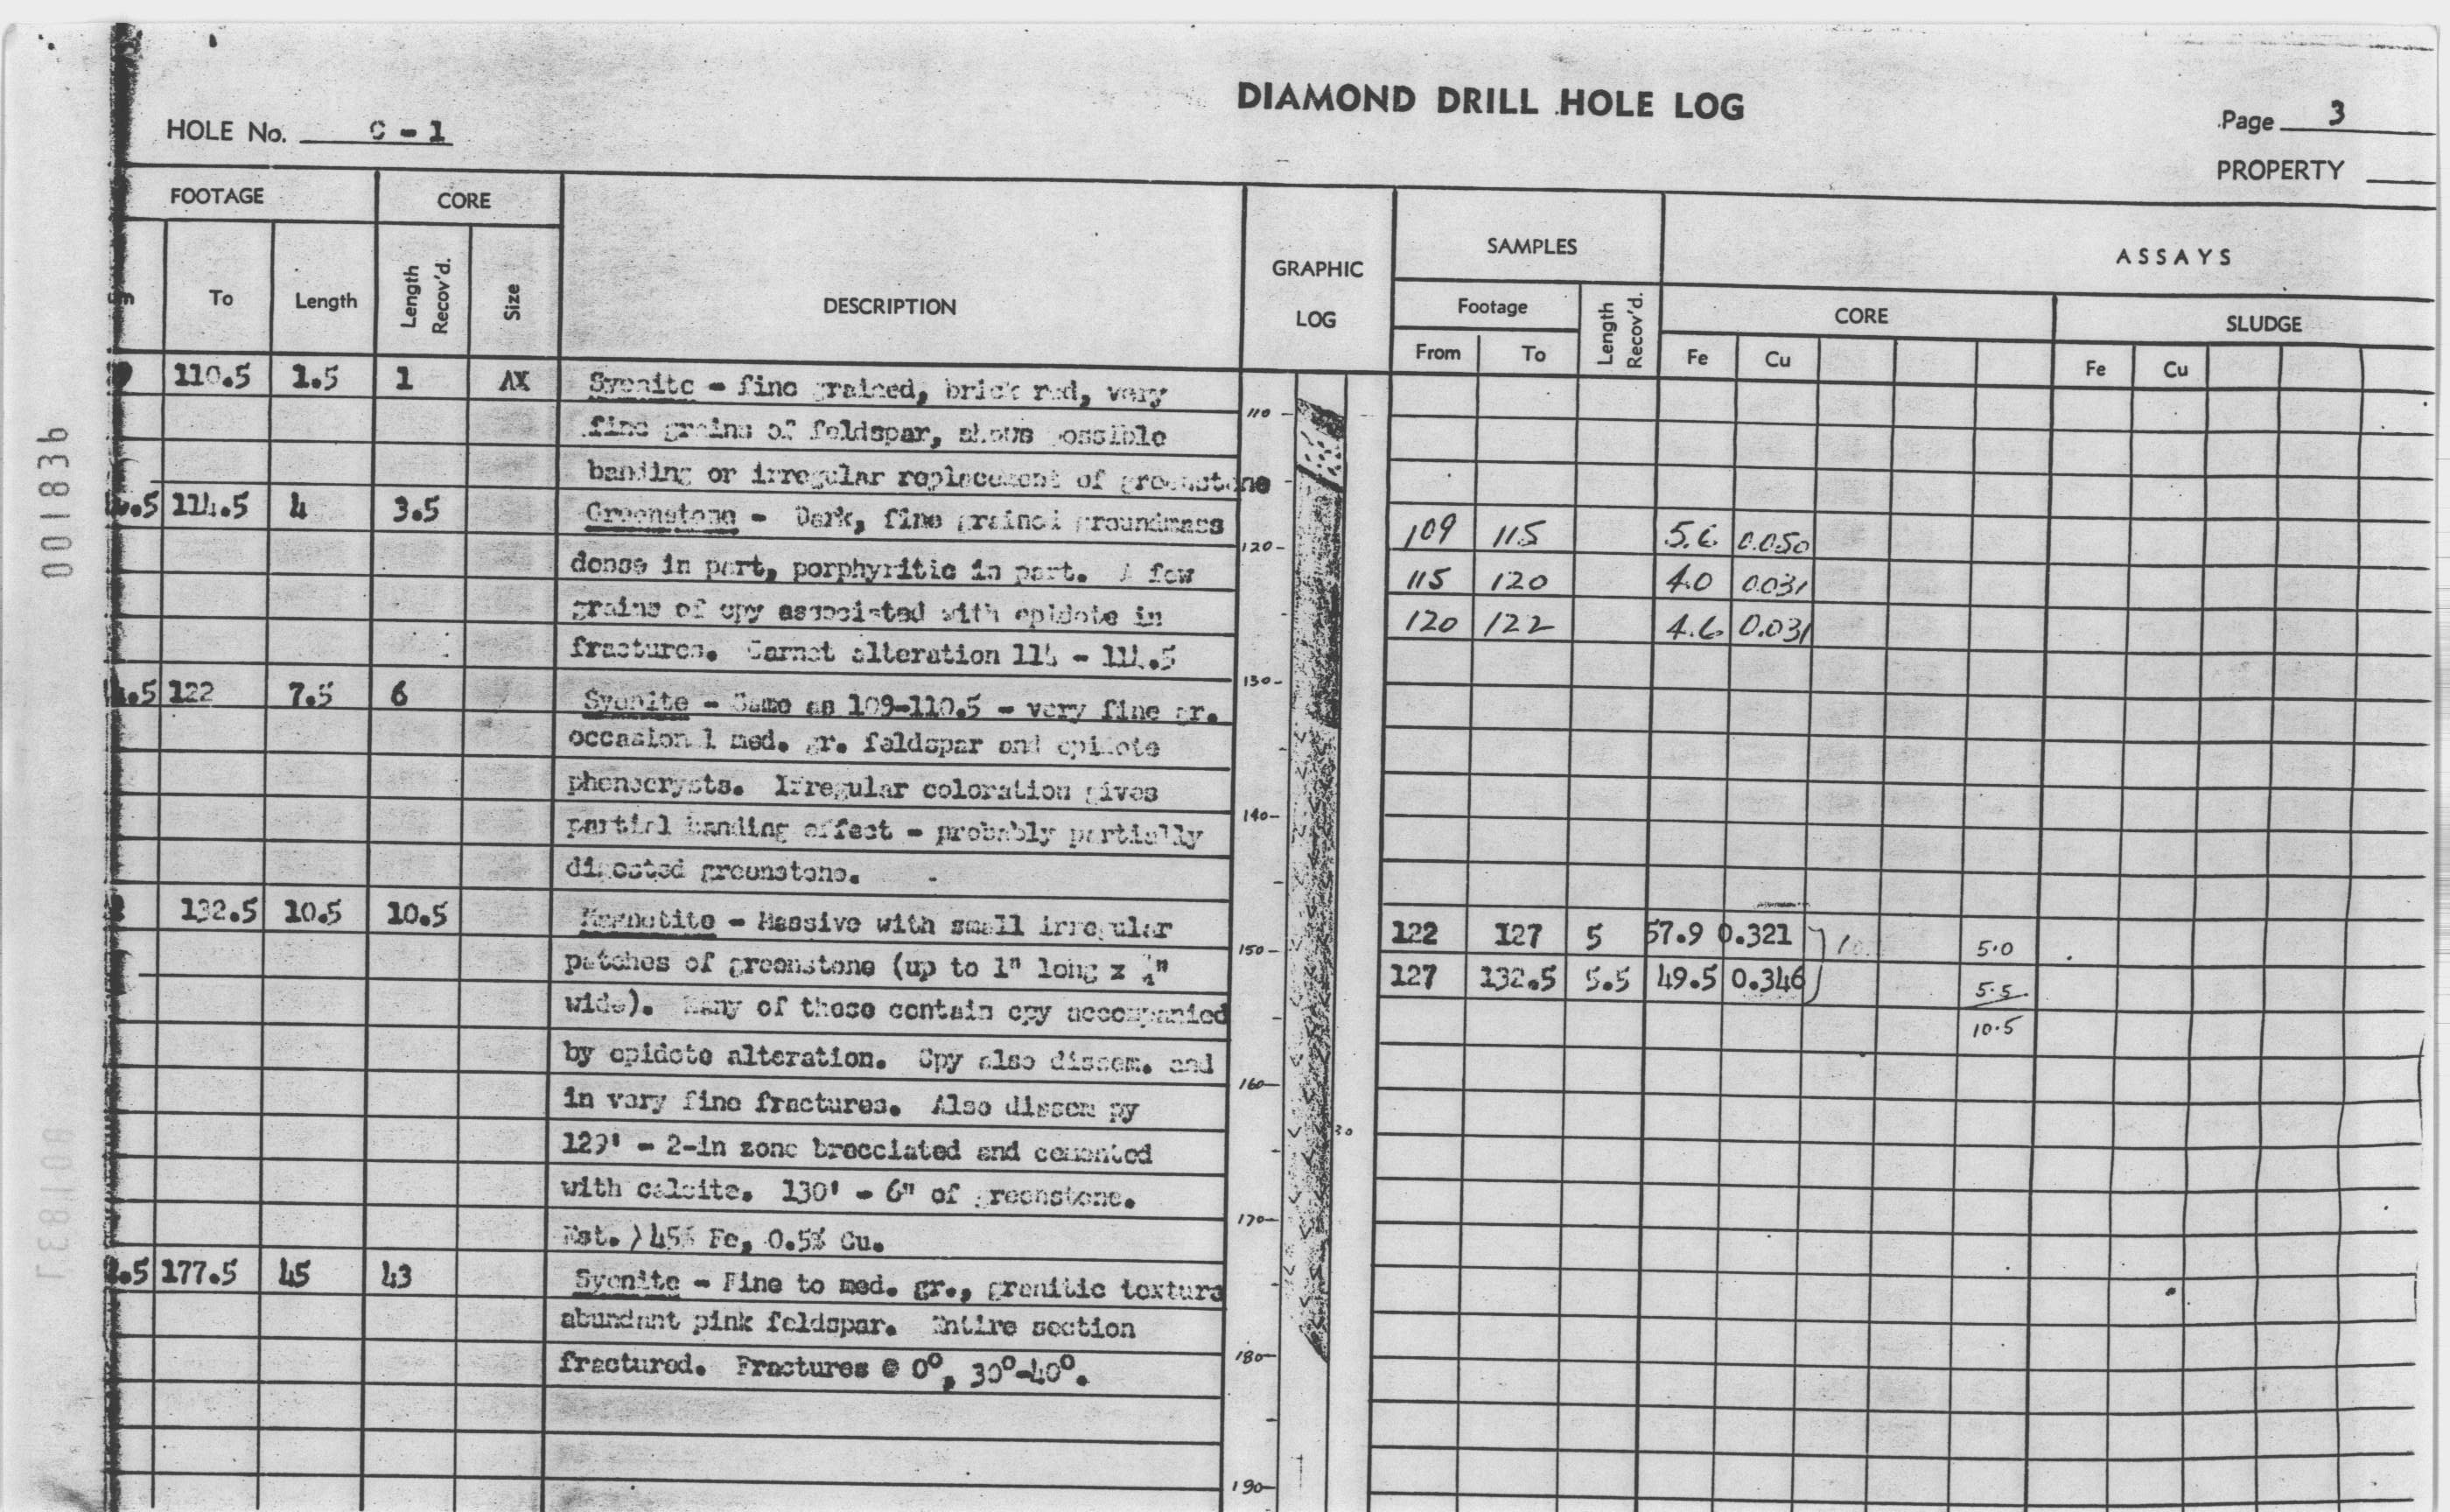 DIAMOND DRILL HOLE LOG
HOLE No. C - 1
Page 3
PROPERTY
FOOTAGE CORE DESCRIPTION GRAPHIC LOG SAMPLES ASSAYS
To Length Length Recov'd. Size Footage Length Recov'd. CORE SLUDGE
From To Fe Cu Fe Cu
110.5 1.5 1 AX Syenite - fine grained, brick red, very
fine grains of feldspar, shows possible
banding or irregular replacement of greenstone
.5 114.5 4 3.5 Greenstone - Dark, fine grained groundmass
dense in part, porphyritic in part. A few
grains of cpy associated with epidote in
fractures. Garnet alteration 114 - 114.5
.5 122 7.5 6 Syenite - Same as 109-110.5 - very fine gr.
occasional med. gr. feldspar and epidote
phenocrysts. Irregular coloration gives
partial banding effect - probably partially
digested greenstone.
132.5 10.5 10.5 Magnetite - Massive with small irregular
patches of greenstone (up to 1" long x ¼"
wide). Many of these contain cpy accompanied
by epidote alteration. Cpy also dissem. and
in very fine fractures. Also dissem py
129' - 2-in zone brecciated and cemented
with calcite. 130' - 6" of greenstone.
Est. > 45% Fe, 0.5% Cu.
.5 177.5 45 43 Syenite - Fine to med. gr., granitic texture
abundant pink feldspar. Entire section
fractured. Fractures @ 0°, 30°-40°.
110
120
130
140
150
160
170
180
190
30
109 115 5.6 0.050
115 120 4.0 0.031
120 122 4.6 0.031
122 127 5 57.9 0.321 5.0
127 132.5 5.5 49.5 0.346 5.5
10.5
001836
001837